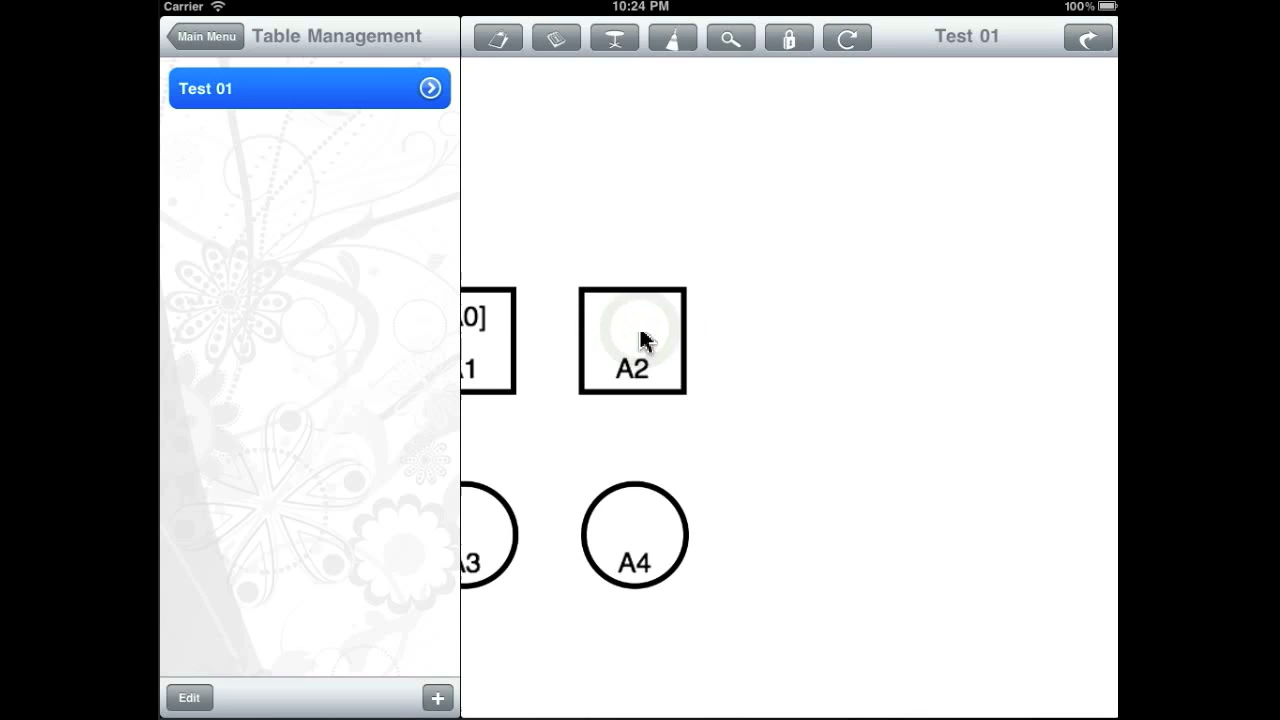 Carrier 10:24 PM 100%
Main Menu Table Management Test 01
Test 01
0]
1 A2
3 A4
Edit +